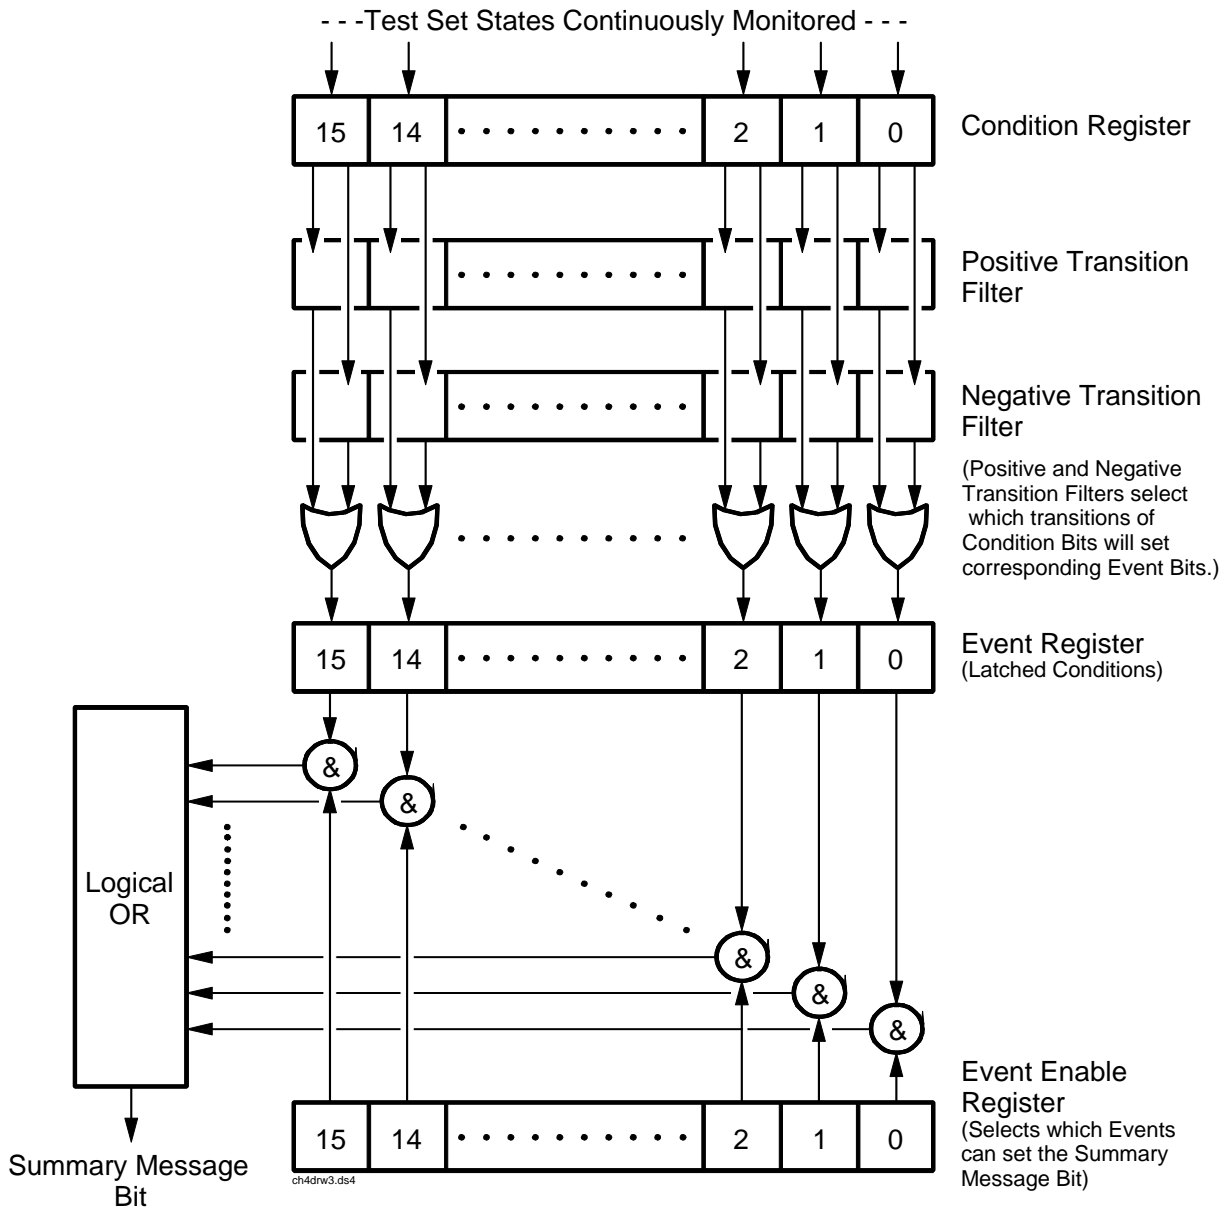 - - -Test Set States Continuously Monitored - - -
15 14 . . . . . . . . . . 2 1 0
Condition Register
Positive Transition
Filter
Negative Transition
Filter
(Positive and Negative
Transition Filters select
which transitions of
Condition Bits will set
corresponding Event Bits.)
15 14 . . . . . . . . . . 2 1 0
Event Register
(Latched Conditions)
&
&
Logical
OR
&
&
&
Event Enable
Register
(Selects which Events
can set the Summary
Message Bit)
15 14 . . . . . . . . . . 2 1 0
Summary Message
Bit
ch4drw3.ds4